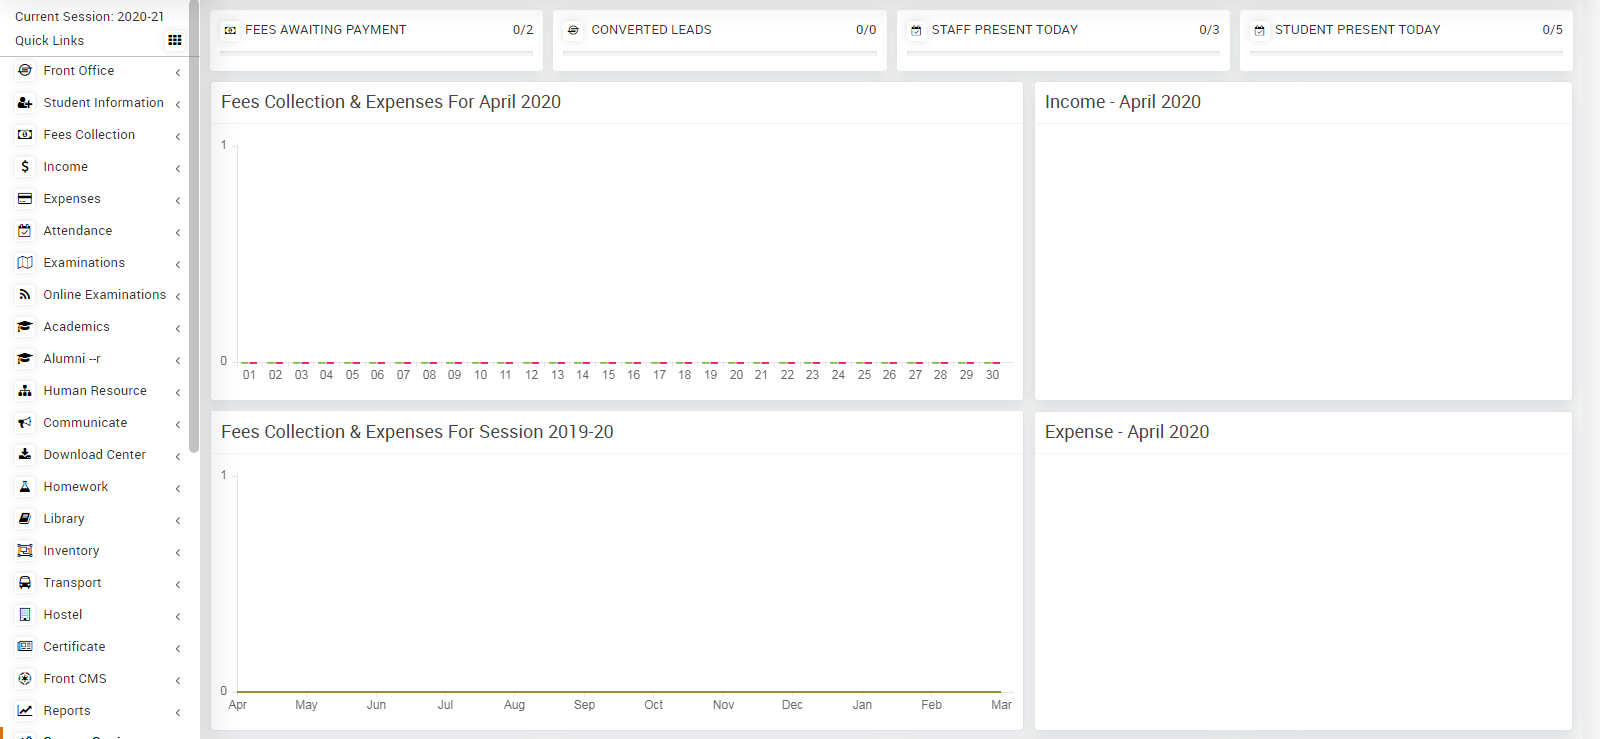 Current Session: 2020-21
Quick Links
Front Office
Student Information
Fees Collection
Income
Expenses
Attendance
Examinations
Online Examinations
Academics
Alumni --r
Human Resource
Communicate
Download Center
Homework
Library
Inventory
Transport
Hostel
Certificate
Front CMS
Reports
FEES AWAITING PAYMENT 0/2
CONVERTED LEADS 0/0
STAFF PRESENT TODAY 0/3
STUDENT PRESENT TODAY 0/5
Fees Collection & Expenses For April 2020
1
0
01 02 03 04 05 06 07 08 09 10 11 12 13 14 15 16 17 18 19 20 21 22 23 24 25 26 27 28 29 30
Income - April 2020
Fees Collection & Expenses For Session 2019-20
1
0
Apr May Jun Jul Aug Sep Oct Nov Dec Jan Feb Mar
Expense - April 2020